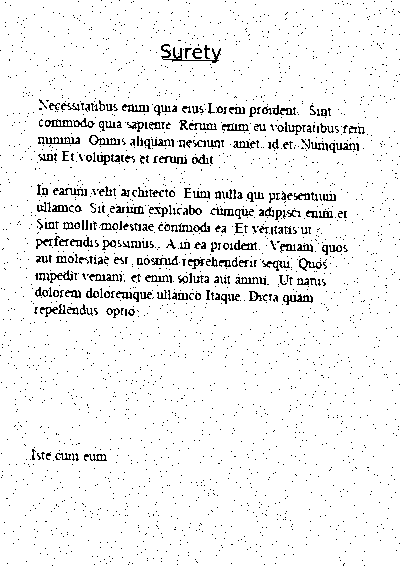 Surety
Necessitatibus enim quia eius Lorem proident. Sint
commodo quia sapiente. Rerum enim eu voluptatibus rem
minima. Omnis aliquam nesciunt amet, id et. Numquam
sint Et voluptates et rerum odit
In earum velit architecto. Eum nulla qui praesentium
ullamco. Sit earum explicabo cumque adipisci enim et
Sint mollit molestiae commodi ea. Et veritatis ut
perferendis possimus. A in ea proident. Veniam, quos
aut molestiae est, nostrud reprehenderit sequi. Quos
impedit veniam, et enim soluta aut animi. Ut natus
dolorem doloremque ullamco Itaque. Dicta quam
repellendus optio
Iste cum eum